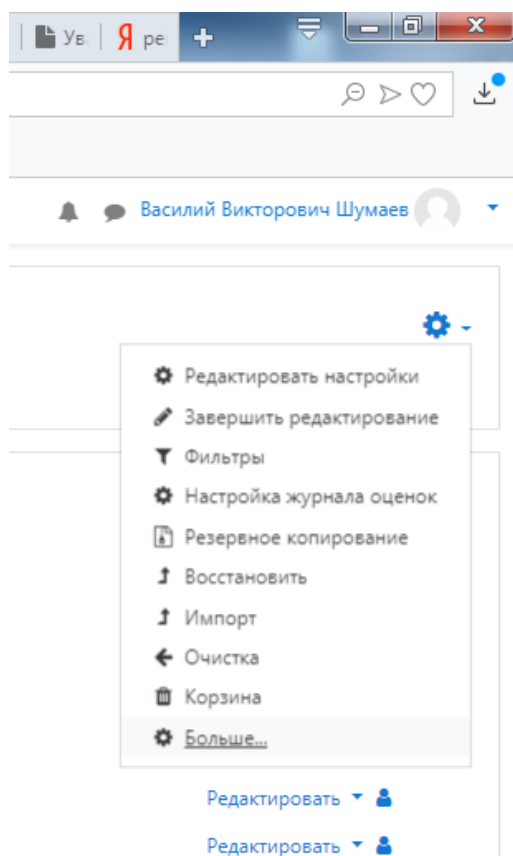 Ув Я ре
Василий Викторович Шумаев
Редактировать настройки
Завершить редактирование
Фильтры
Настройка журнала оценок
Резервное копирование
Восстановить
Импорт
Очистка
Корзина
Больше...
Редактировать
Редактировать